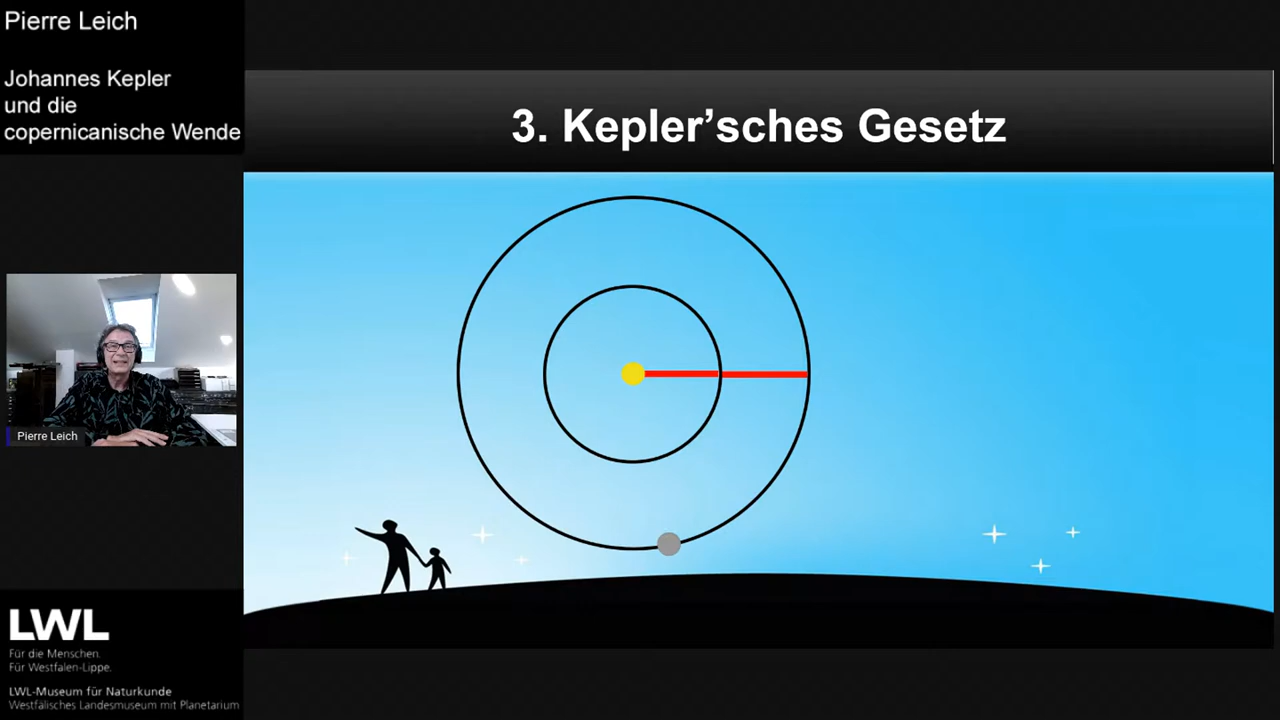 Pierre Leich
Johannes Kepler
und die
copernicanische Wende
3. Kepler’sches Gesetz
Pierre Leich
LWL
Für die Menschen.
Für Westfalen-Lippe.
LWL-Museum für Naturkunde
Westfälisches Landesmuseum mit Planetarium